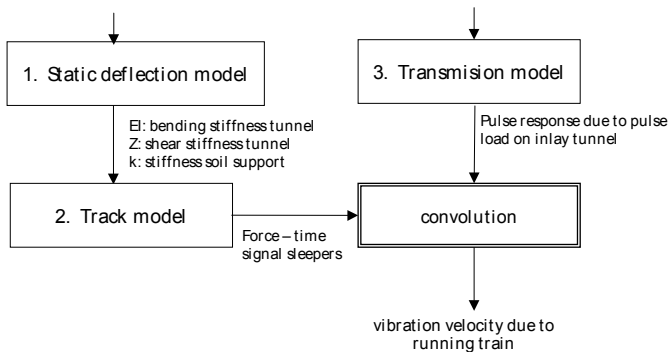 1. Static deflection model
3. Transmision model
EI: bending stiffness tunnel
Z: shear stiffness tunnel
k: stiffness soil support
Pulse response due to pulse
load on inlay tunnel
2. Track model
convolution
Force – time
signal sleepers
vibration velocity due to
running train